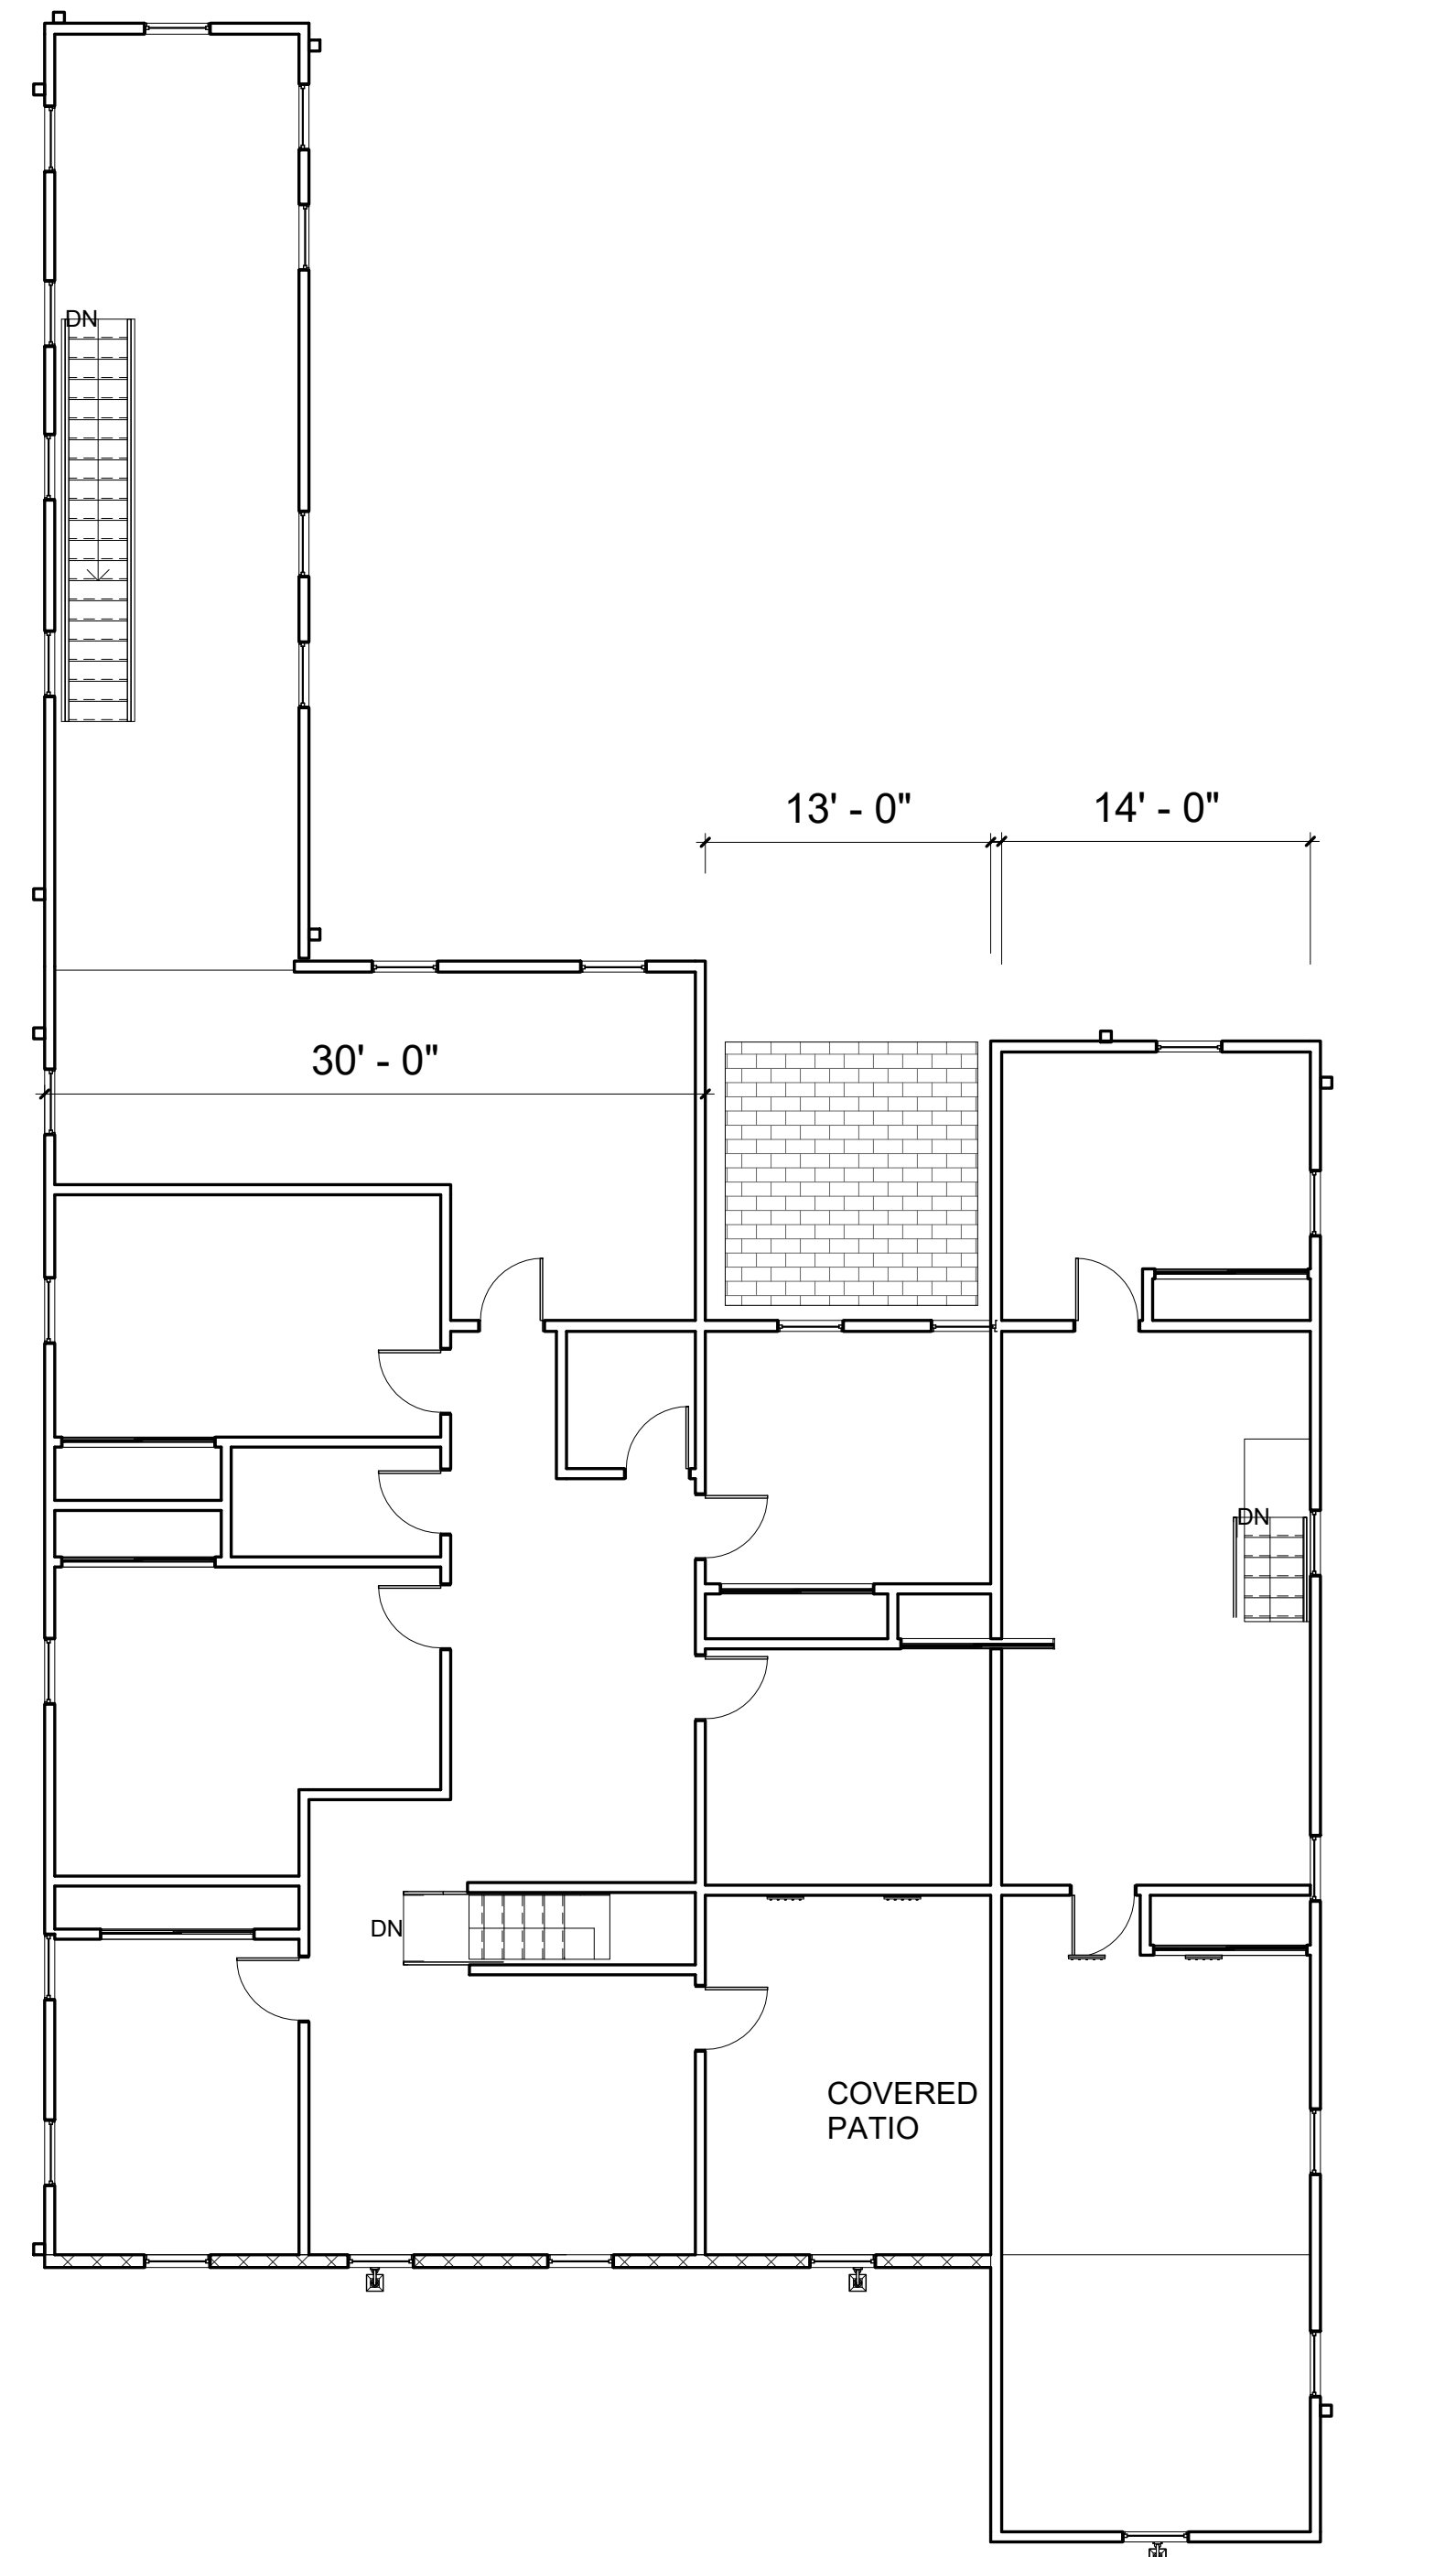 DN
13' - 0"
14' - 0"
30' - 0"
DN
DN
COVERED
PATIO